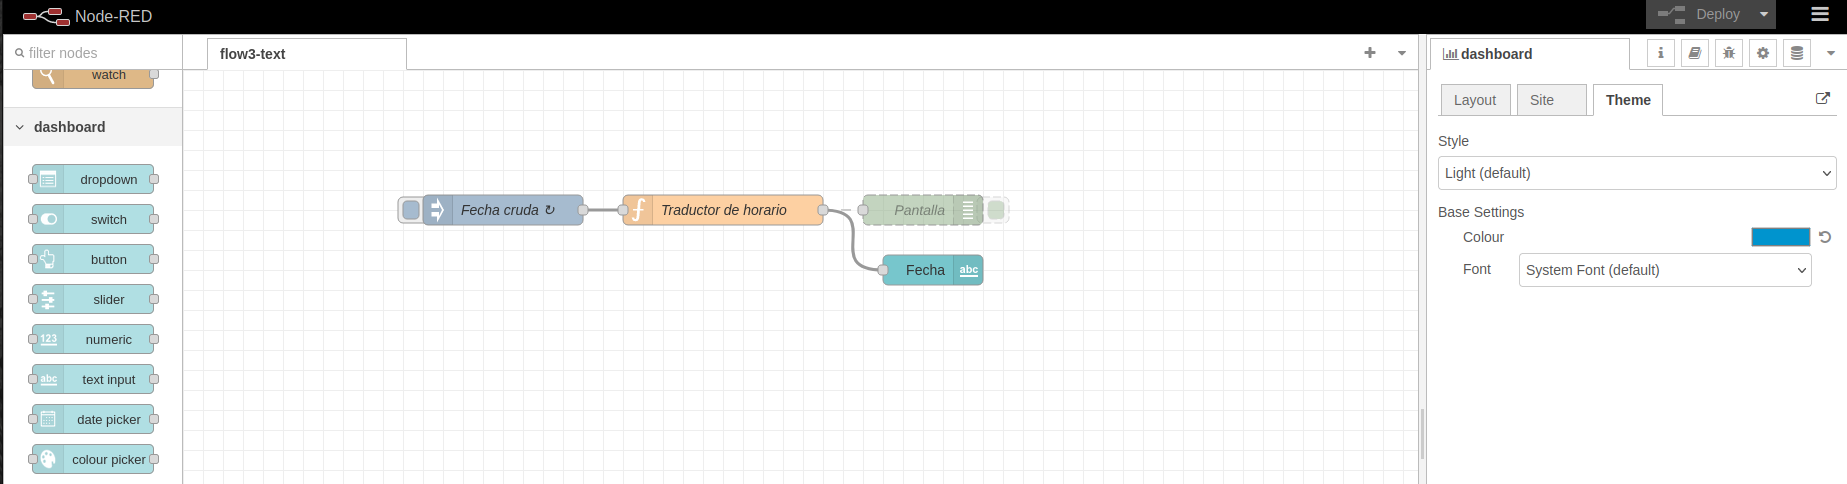 Node-RED
Deploy
filter nodes
watch
dashboard
dropdown
switch
button
slider
123 numeric
abc text input
date picker
colour picker
flow3-text
Fecha cruda ↻
Traductor de horario
Pantalla
Fecha abc
dashboard
Layout Site Theme
Style
Light (default)
Base Settings
Colour
Font System Font (default)